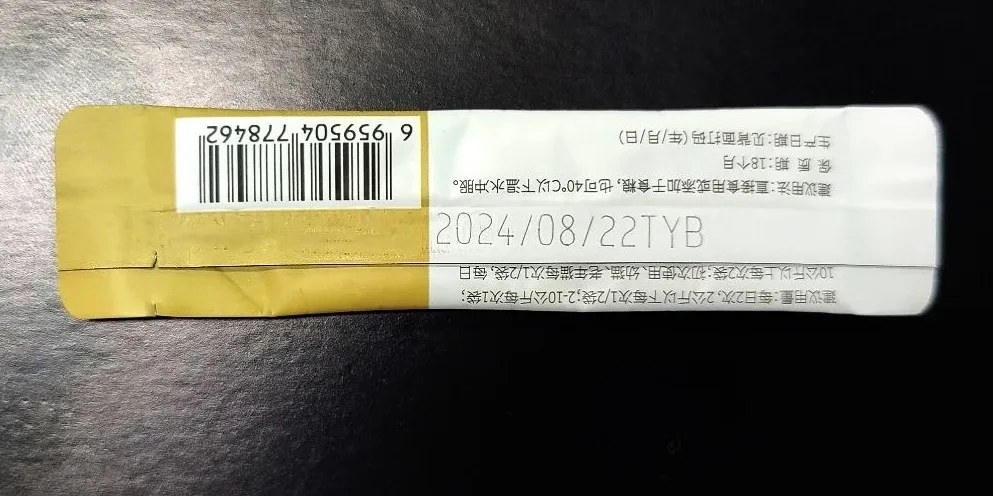 建议用量：每日2次，2公斤以下每次1/2袋；2-10公斤每次1袋；
10公斤以上每次2袋；初次使用、幼猫、老年猫每次1/2袋，每日
2024/08/22TYB
建议用法：直接食用或添加于食粮，也可40℃以下温水冲服。
保 质 期：18个月
生产日期：见背面打码（年/月/日）
6 959504 778462